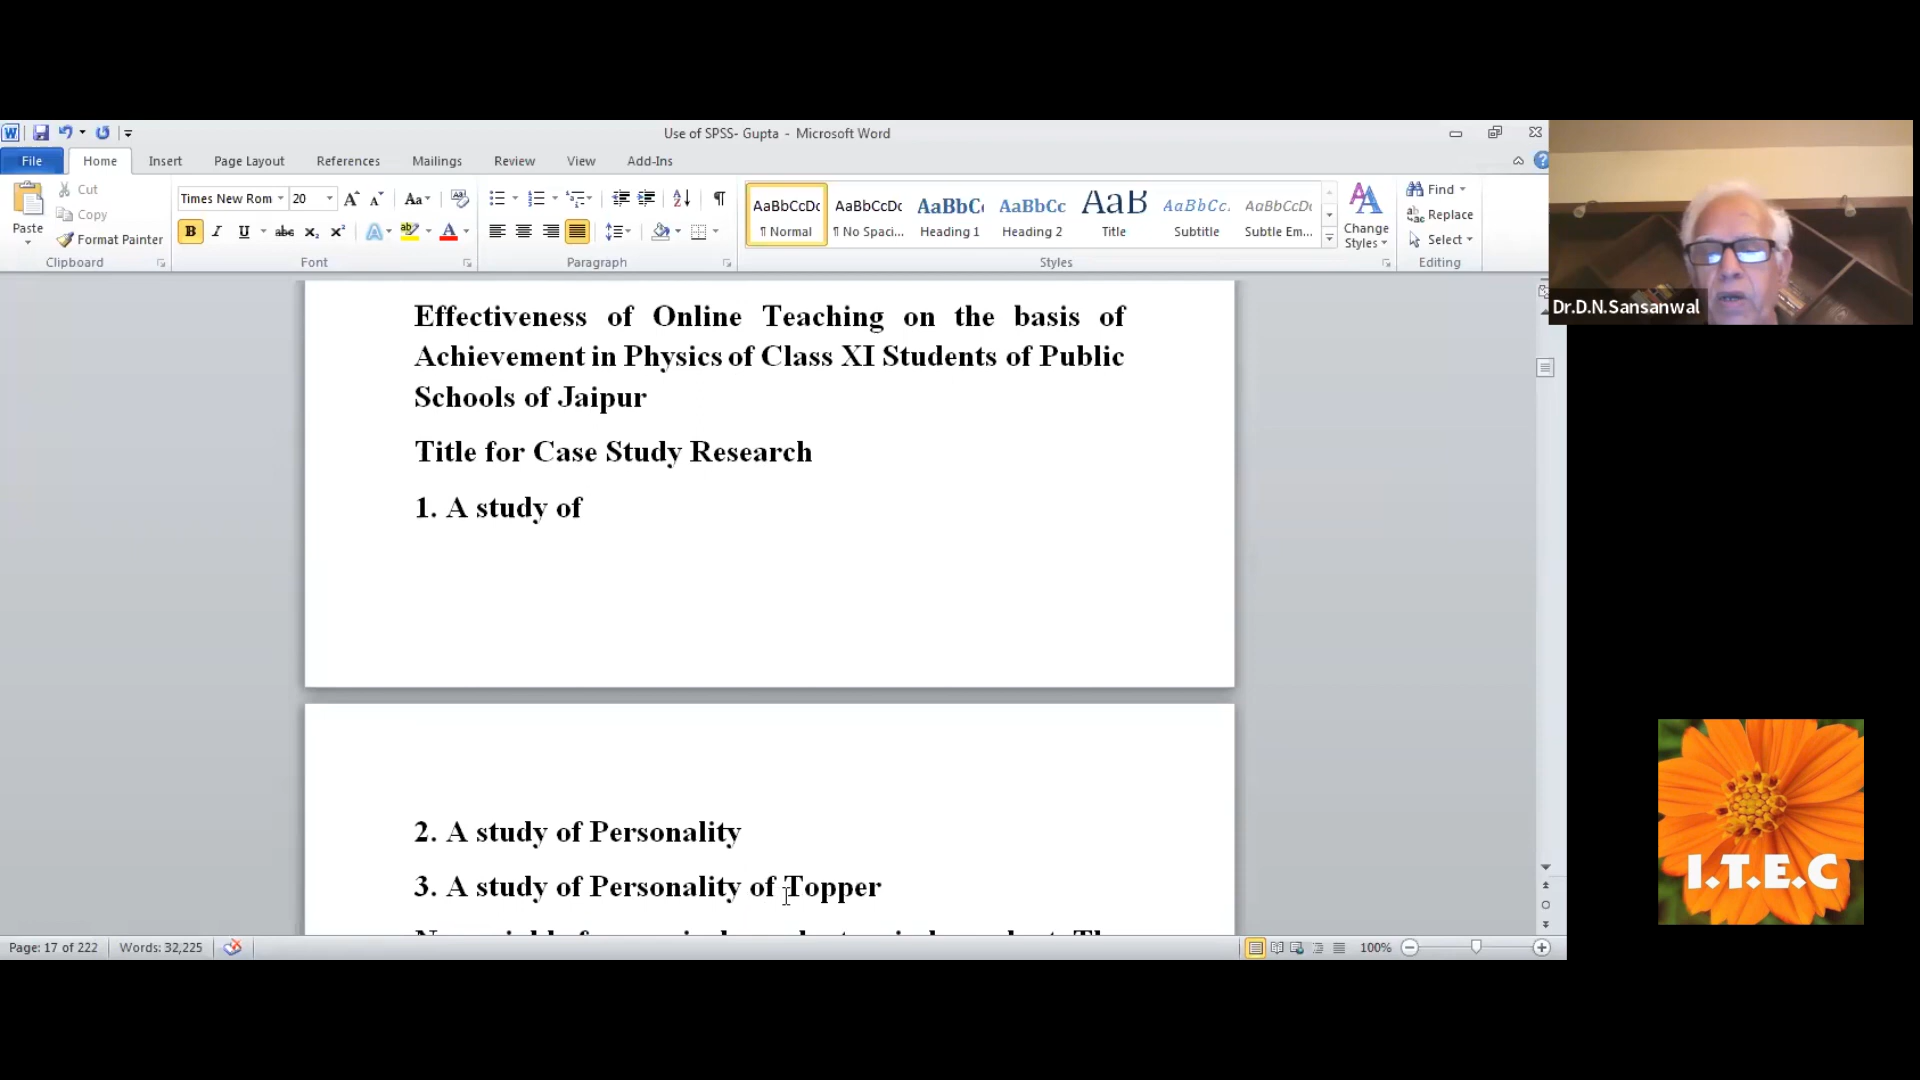 Use of SPSS- Gupta - Microsoft Word
File Home Insert Page Layout References Mailings Review View Add-Ins
Paste
Cut
Copy
Format Painter
Clipboard
Times New Rom 20
Font
Paragraph
AaBbCcDc AaBbCcDc AaBbC AaBbCc AaB AaBbCc. AaBbCcDc
¶ Normal ¶ No Spaci... Heading 1 Heading 2 Title Subtitle Subtle Em...
Change
Styles
Styles
Find
Replace
Select
Editing
Dr.D.N.Sansanwal
Effectiveness of Online Teaching on the basis of
Achievement in Physics of Class XI Students of Public
Schools of Jaipur
Title for Case Study Research
1. A study of
2. A study of Personality
3. A study of Personality of Topper
I.T.E.C
Page: 17 of 222 Words: 32,225
100%